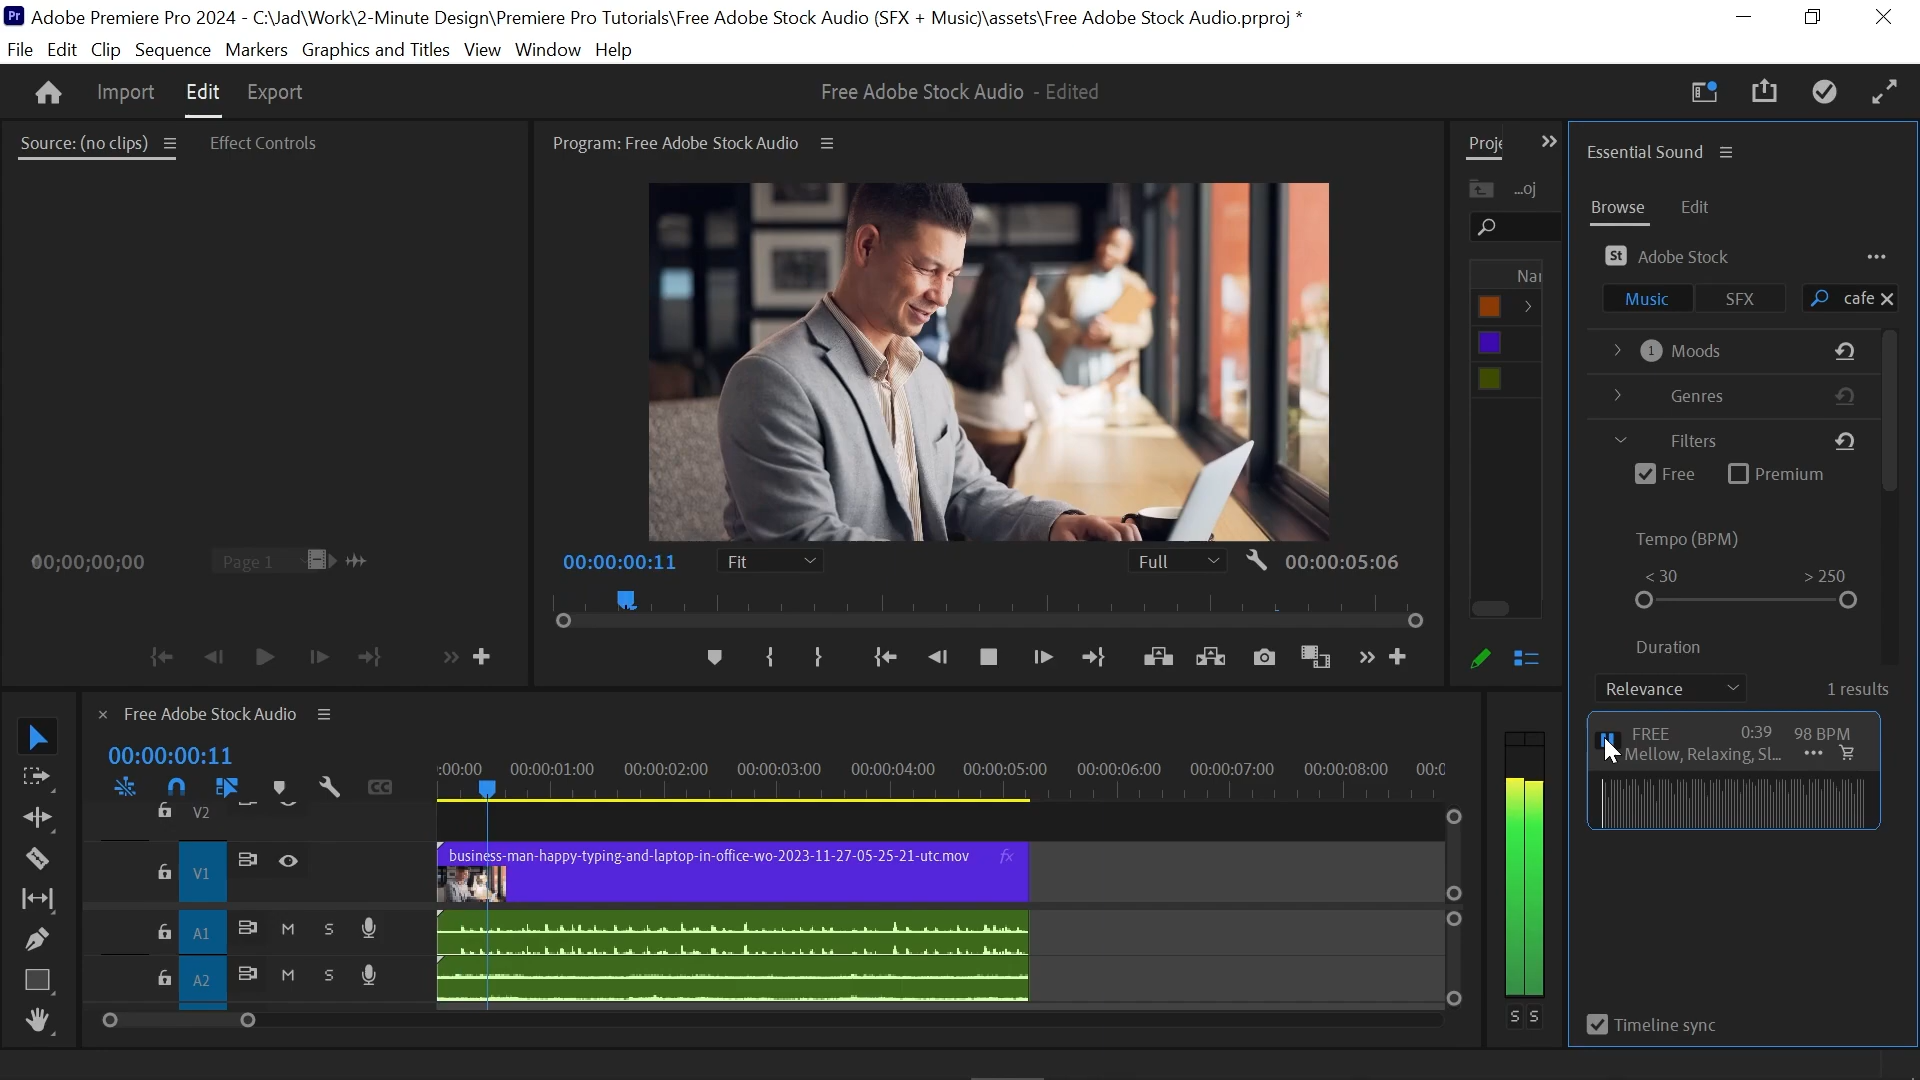 Pr Adobe Premiere Pro 2024 - C:\Jad\Work\2-Minute Design\Premiere Pro Tutorials\Free Adobe Stock Audio (SFX + Music)\assets\Free Adobe Stock Audio.prproj *
File Edit Clip Sequence Markers Graphics and Titles View Window Help
Import Edit Export
Free Adobe Stock Audio - Edited
Source: (no clips) Effect Controls
00;00;00;00 Page 1
Program: Free Adobe Stock Audio
00:00:00:11 Fit Full 00:00:05:06
Proje
...oj
Nar
Essential Sound
Browse Edit
St Adobe Stock
Music SFX cafe
1 Moods
Genres
Filters
Free Premium
Tempo (BPM)
< 30 > 250
Duration
Relevance 1 results
FREE 0:39 98 BPM
Mellow, Relaxing, Sl...
Timeline sync
Free Adobe Stock Audio
00:00:00:11
:00:00 00:00:01:00 00:00:02:00 00:00:03:00 00:00:04:00 00:00:05:00 00:00:06:00 00:00:07:00 00:00:08:00 00:0
CC
V2
V1
business-man-happy-typing-and-laptop-in-office-wo-2023-11-27-05-25-21-utc.mov fx
A1 M S
A2 M S
S S